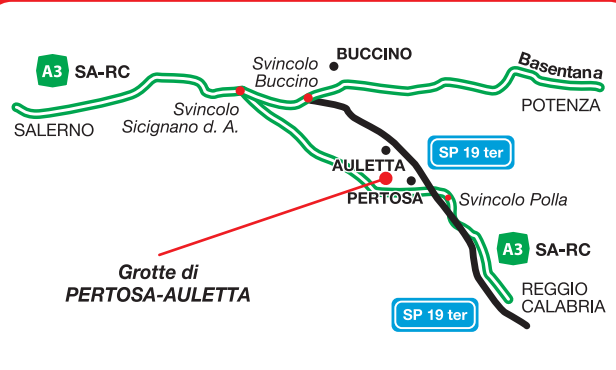 A3 SA-RC
SALERNO
Svincolo
Sicignano d. A.
Svincolo
Buccino
BUCCINO
Basentana
POTENZA
SP 19 ter
AULETTA
PERTOSA
Svincolo Polla
A3 SA-RC
REGGIO
CALABRIA
Grotte di
PERTOSA-AULETTA
SP 19 ter